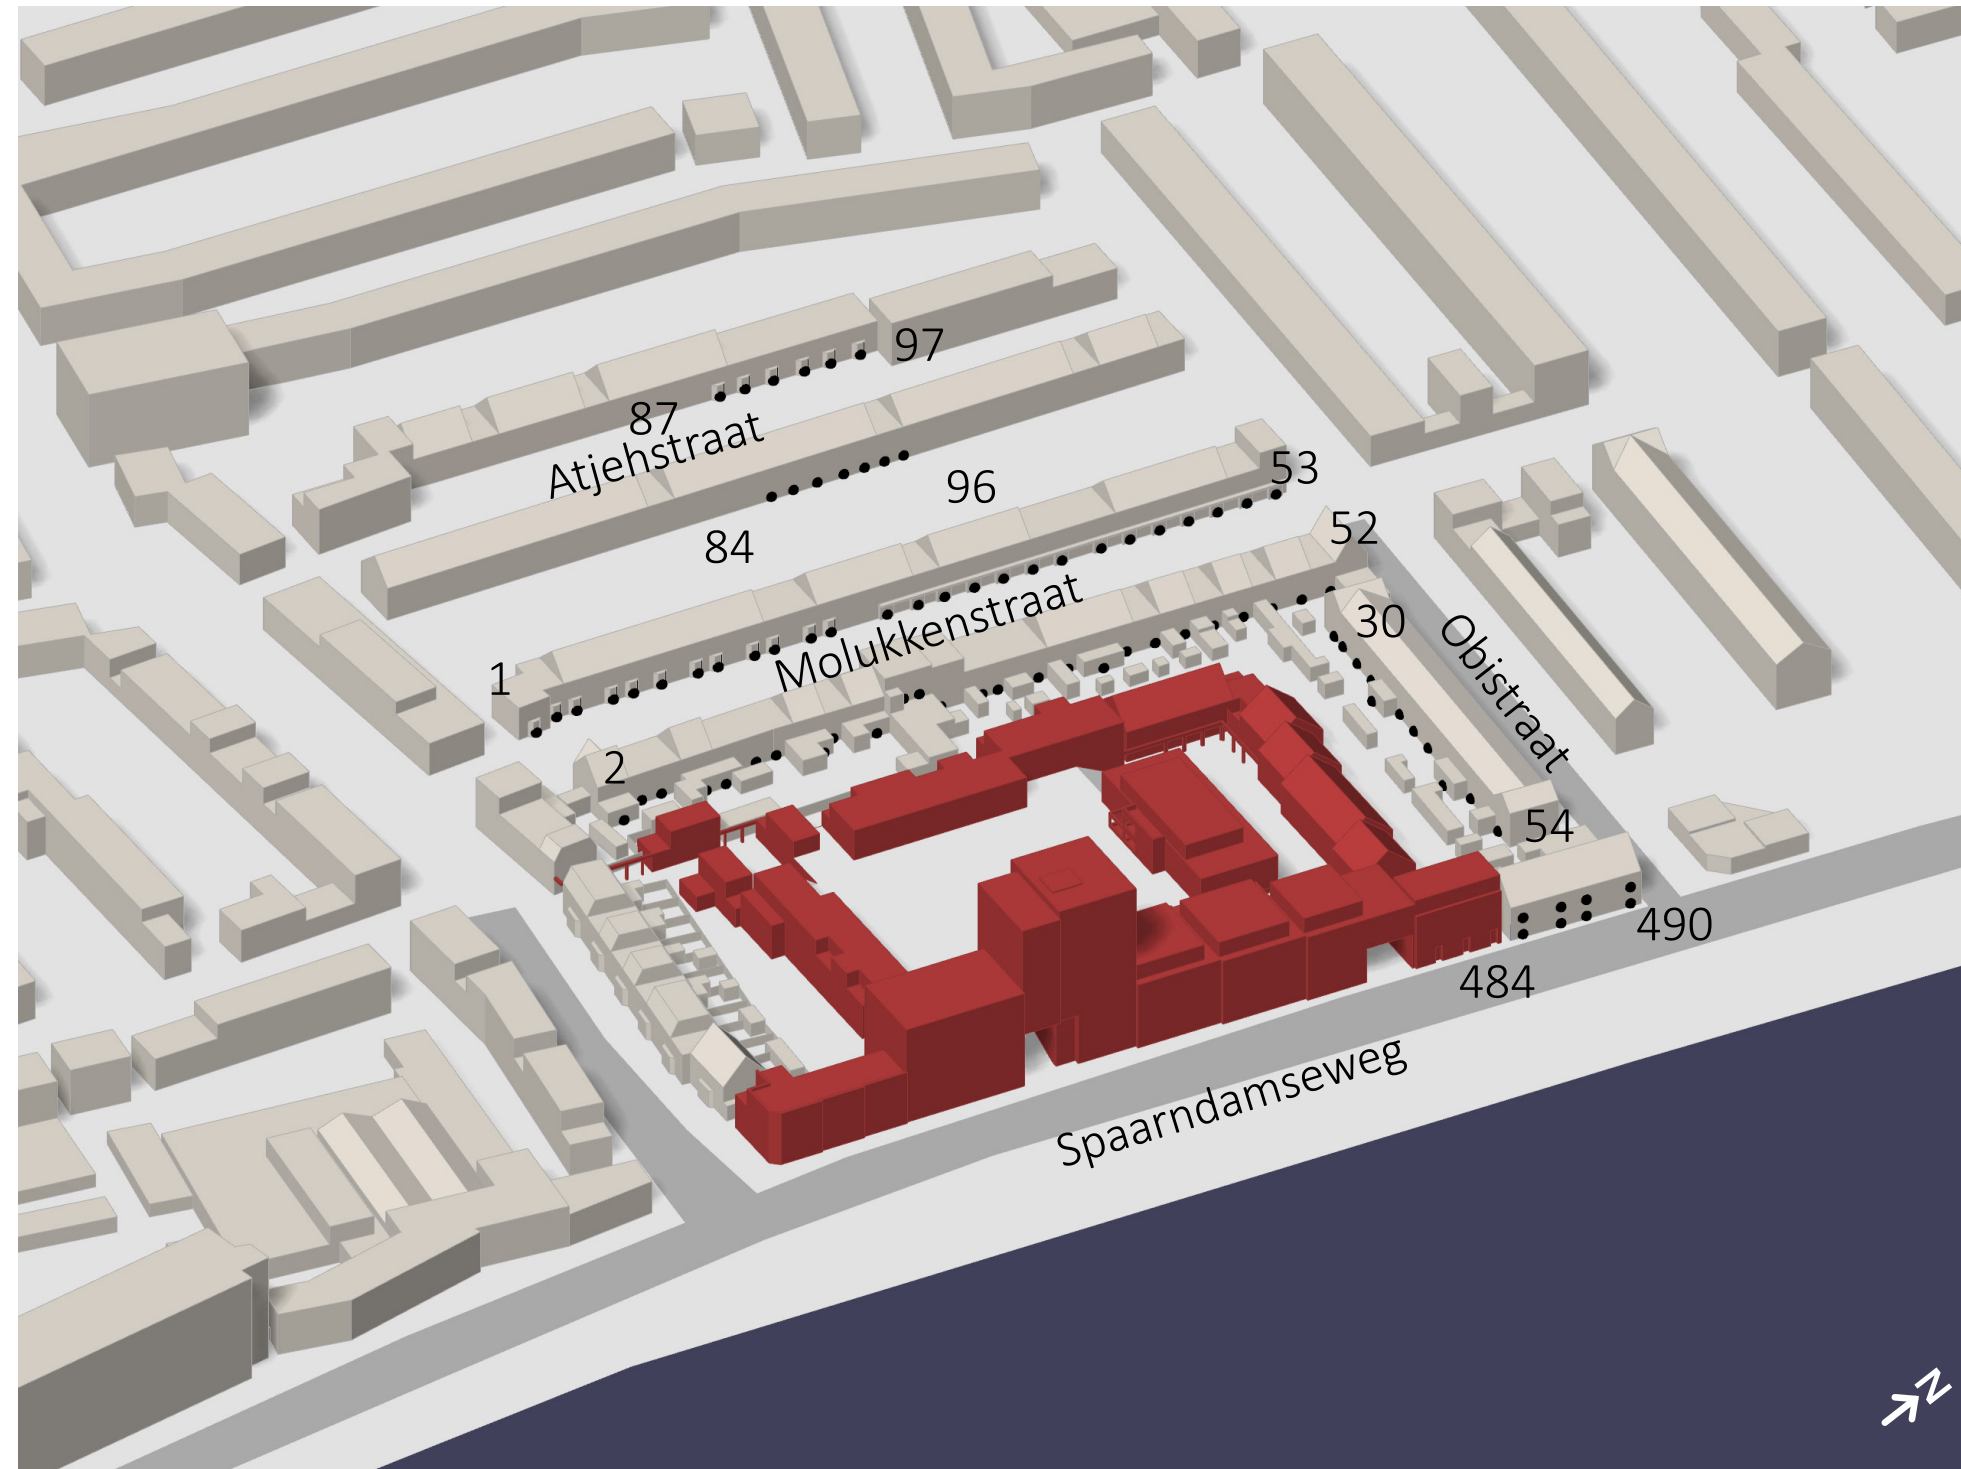 97
87
Atjehstraat
96
53
84
52
Molukkenstraat
30
Obistraat
1
2
54
490
484
Spaarndamseweg
N